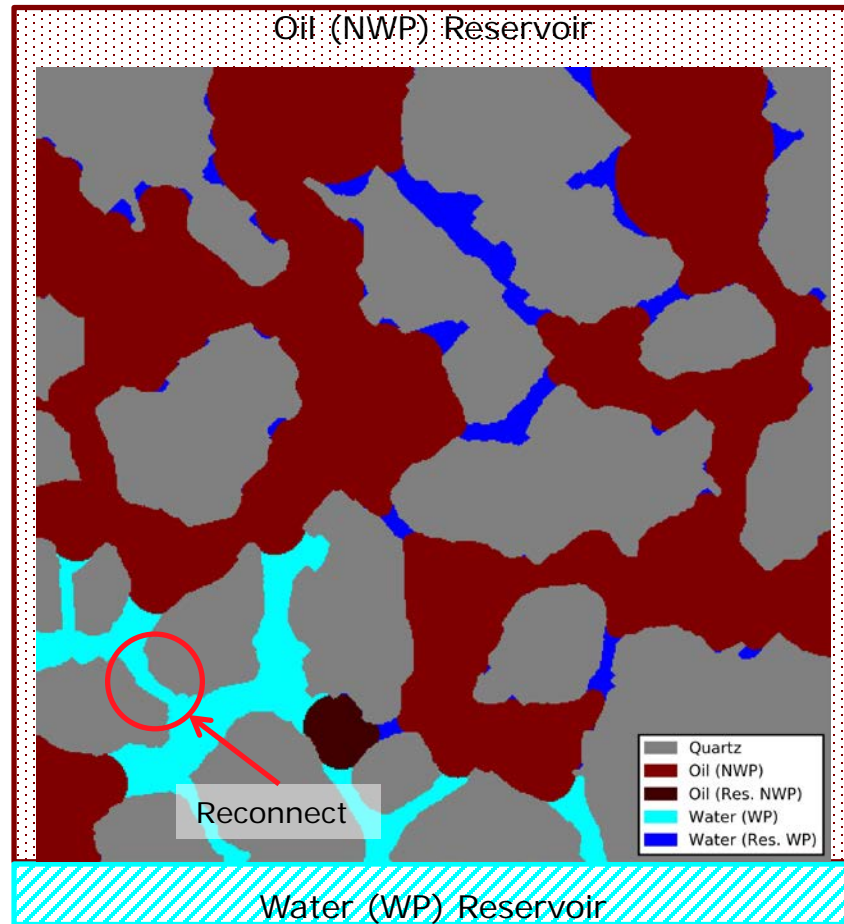 Oil (NWP) Reservoir
Reconnect
Quartz
Oil (NWP)
Oil (Res. NWP)
Water (WP)
Water (Res. WP)
Water (WP) Reservoir